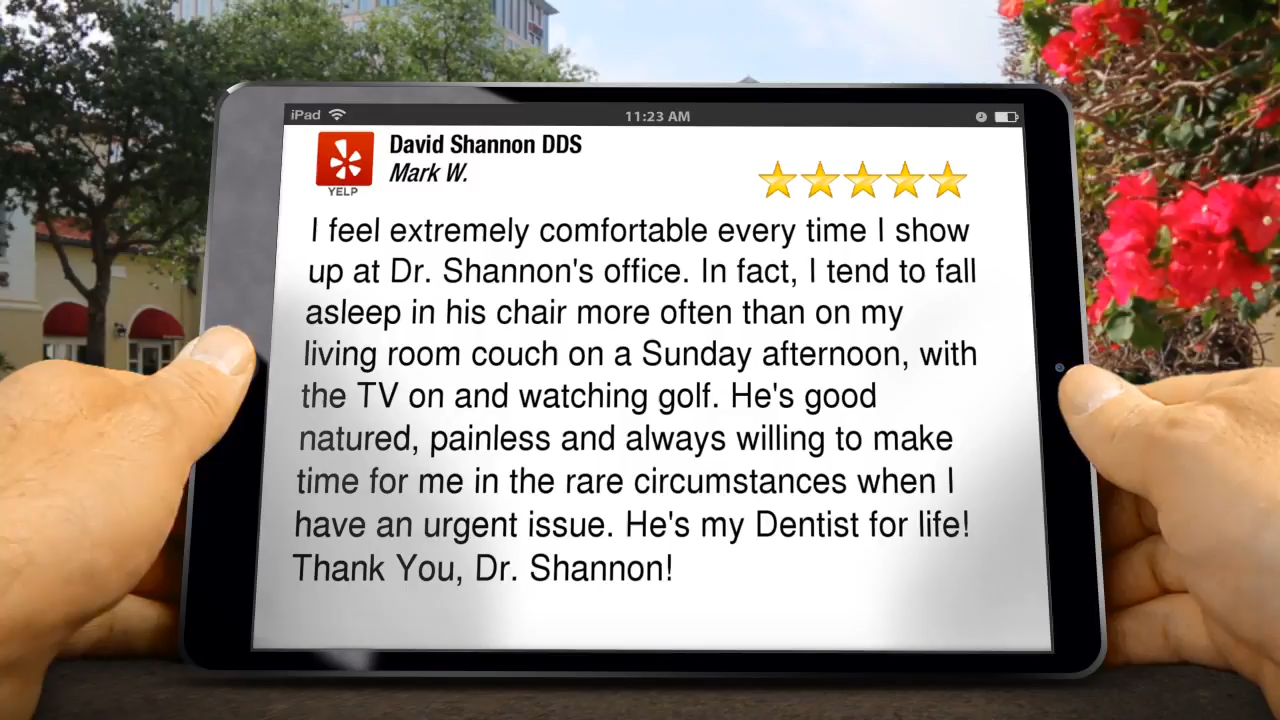 iPad 11:23 AM
David Shannon DDS
Mark W.
YELP
I feel extremely comfortable every time I show
up at Dr. Shannon's office. In fact, I tend to fall
asleep in his chair more often than on my
living room couch on a Sunday afternoon, with
the TV on and watching golf. He's good
natured, painless and always willing to make
time for me in the rare circumstances when I
have an urgent issue. He's my Dentist for life!
Thank You, Dr. Shannon!